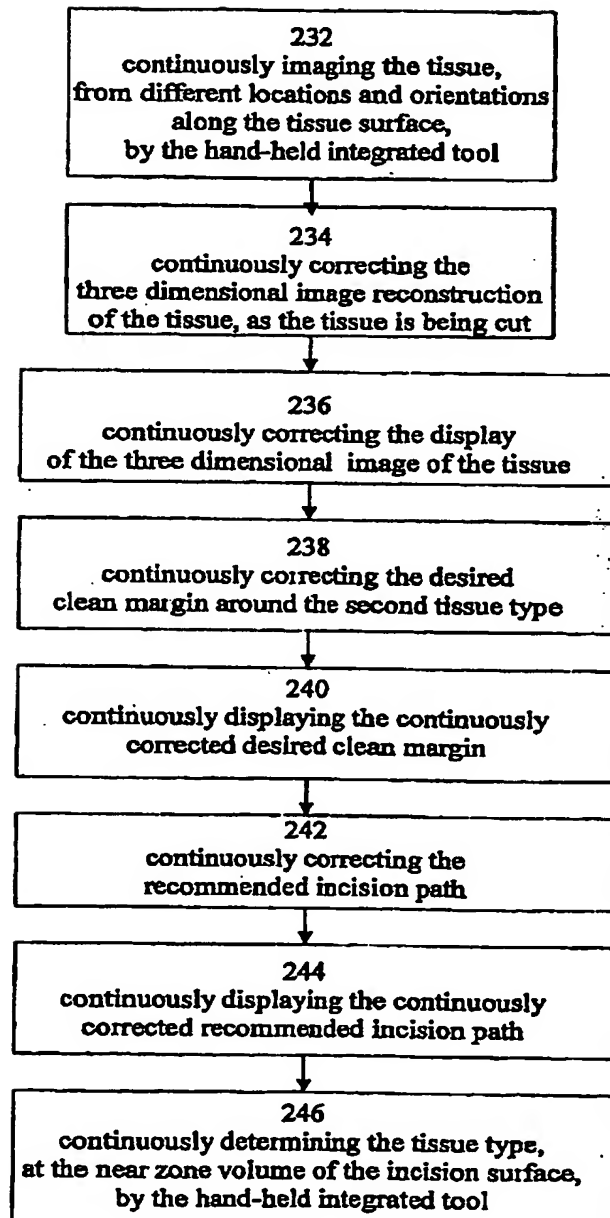 232
continuously imaging the tissue,
from different locations and orientations
along the tissue surface,
by the hand-held integrated tool
234
continuously correcting the
three dimensional image reconstruction
of the tissue, as the tissue is being cut
236
continuously correcting the display
of the three dimensional image of the tissue
238
continuously correcting the desired
clean margin around the second tissue type
240
continuously displaying the continuously
corrected desired clean margin
242
continuously correcting the
recommended incision path
244
continuously displaying the continuously
corrected recommended incision path
246
continuously determining the tissue type,
at the near zone volume of the incision surface,
by the hand-held integrated tool